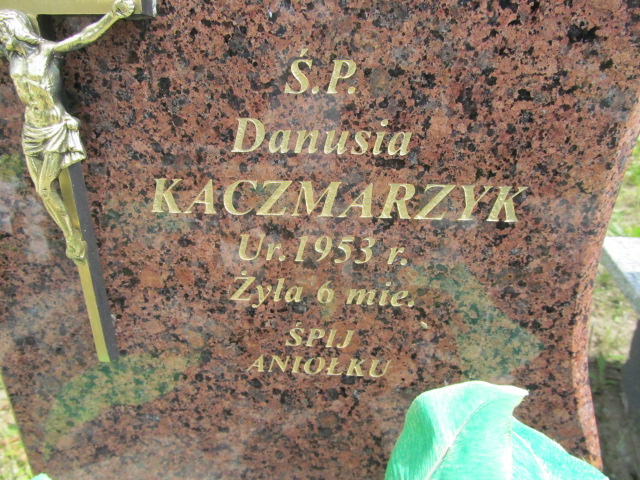 Ś.P.
Danusia
KACZMARZYK
Ur.1953 r.
Żyła 6 mie.
ŚPIJ
ANIOŁKU